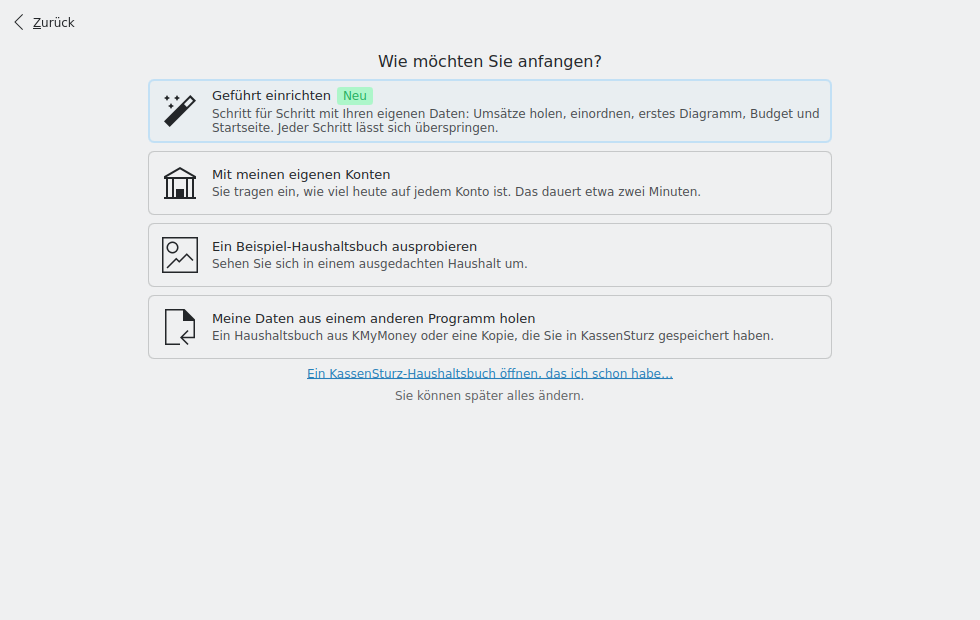 Zurück
Wie möchten Sie anfangen?
Geführt einrichten Neu
Schritt für Schritt mit Ihren eigenen Daten: Umsätze holen, einordnen, erstes Diagramm, Budget und
Startseite. Jeder Schritt lässt sich überspringen.
Mit meinen eigenen Konten
Sie tragen ein, wie viel heute auf jedem Konto ist. Das dauert etwa zwei Minuten.
Ein Beispiel-Haushaltsbuch ausprobieren
Sehen Sie sich in einem ausgedachten Haushalt um.
Meine Daten aus einem anderen Programm holen
Ein Haushaltsbuch aus KMyMoney oder eine Kopie, die Sie in KassenSturz gespeichert haben.
Ein KassenSturz-Haushaltsbuch öffnen, das ich schon habe…
Sie können später alles ändern.